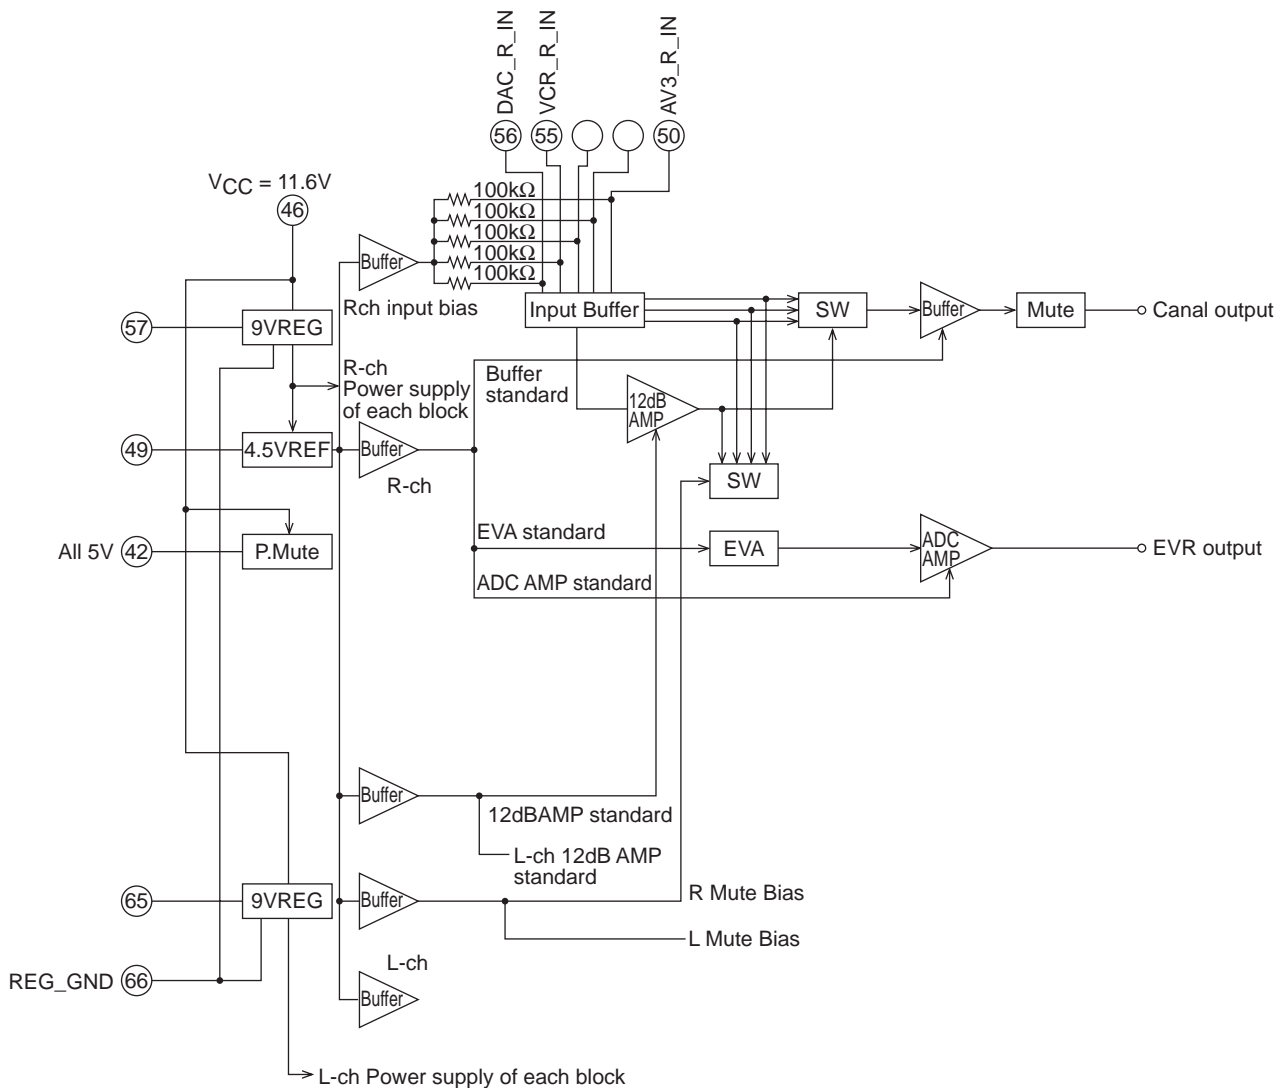 DAC_R_IN
VCR_R_IN
AV3_R_IN
56
55
50
VCC = 11.6V
46
100kΩ
100kΩ
100kΩ
100kΩ
100kΩ
Buffer
Rch input bias
Input Buffer
SW
Buffer
Mute
Canal output
57
9VREG
R-ch
Power supply
of each block
Buffer
standard
12dB
AMP
49
4.5VREF
Buffer
R-ch
SW
All 5V
42
P.Mute
EVA standard
EVA
ADC
AMP
EVR output
ADC AMP standard
Buffer
12dBAMP standard
L-ch 12dB AMP
standard
65
9VREG
Buffer
R Mute Bias
L Mute Bias
REG_GND
66
L-ch
Buffer
L-ch Power supply of each block